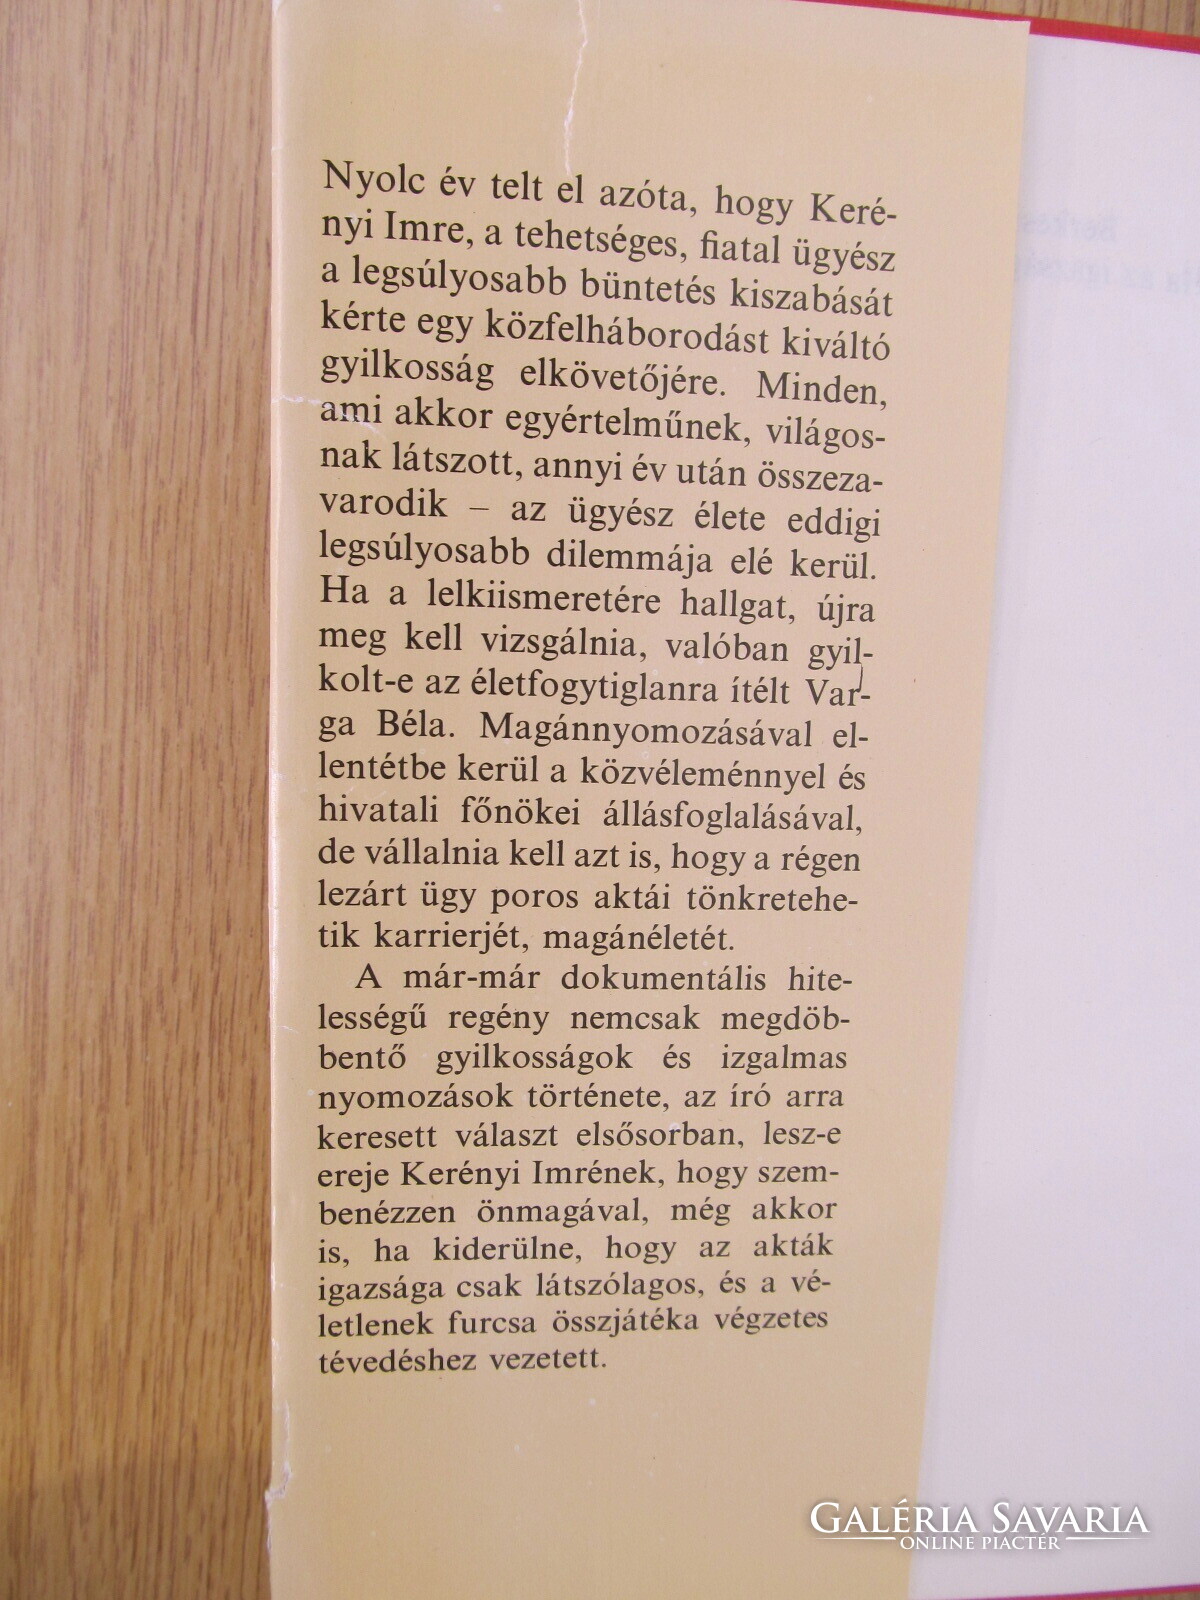 Nyolc év telt el azóta, hogy Keré-
nyi Imre, a tehetséges, fiatal ügyész
a legsúlyosabb büntetés kiszabását
kérte egy közfelháborodást kiváltó
gyilkosság elkövetőjére. Minden,
ami akkor egyértelműnek, világos-
nak látszott, annyi év után összeza-
varodik – az ügyész élete eddigi
legsúlyosabb dilemmája elé kerül.
Ha a lelkiismeretére hallgat, újra
meg kell vizsgálnia, valóban gyil-
kolt-e az életfogytiglanra ítélt Var-
ga Béla. Magánnyomozásával el-
lentétbe kerül a közvéleménnyel és
hivatali főnökei állásfoglalásával,
de vállalnia kell azt is, hogy a régen
lezárt ügy poros aktái tönkretehe-
tik karrierjét, magánéletét.
A már-már dokumentális hite-
lességű regény nemcsak megdöb-
bentő gyilkosságok és izgalmas
nyomozások története, az író arra
keresett választ elsősorban, lesz-e
ereje Kerényi Imrének, hogy szem-
benézzen önmagával, még akkor
is, ha kiderülne, hogy az akták
igazsága csak látszólagos, és a vé-
letlenek furcsa összjátéka végzetes
tévedéshez vezetett.
GALÉRIA SAVARIA
ONLINE PIACTÉR